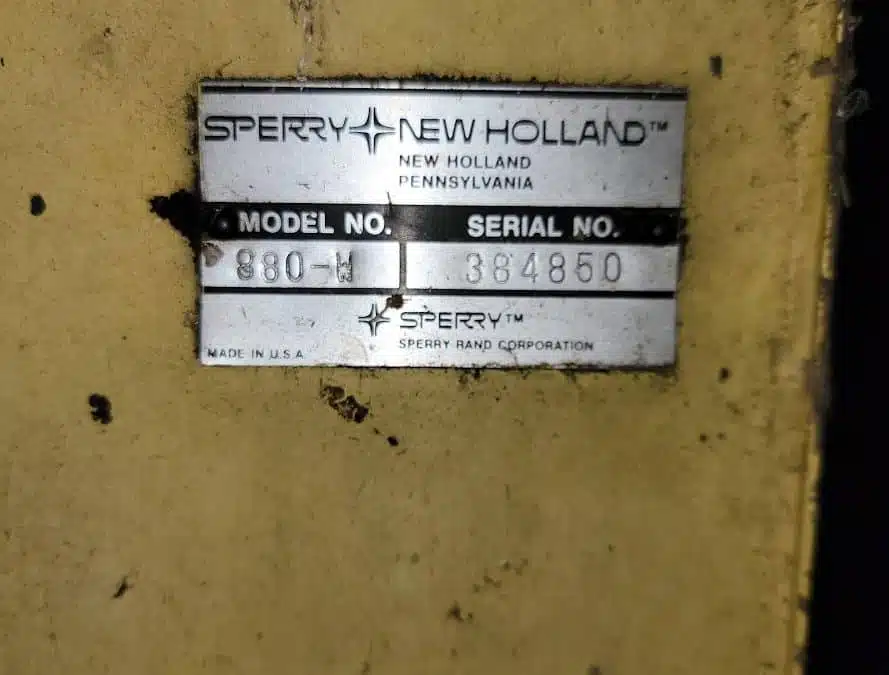 SPERRY NEW HOLLAND™
NEW HOLLAND
PENNSYLVANIA
MODEL NO. SERIAL NO.
880-W 384850
SPERRY™
SPERRY RAND CORPORATION
MADE IN U.S.A.